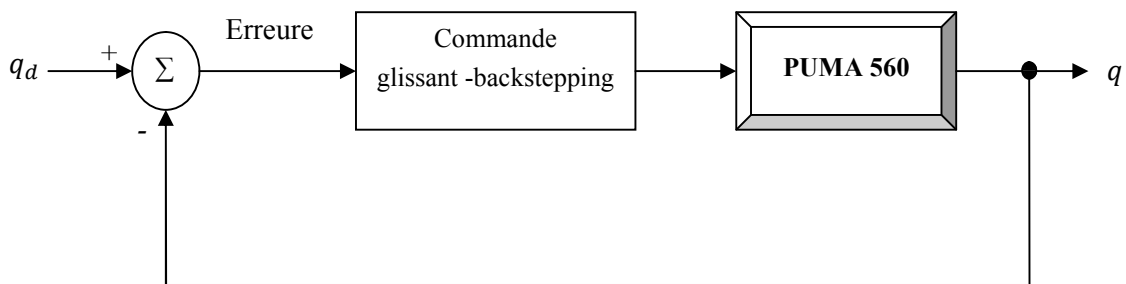 Erreure
q_d
+
Σ
-
Commande
glissant -backstepping
PUMA 560
q